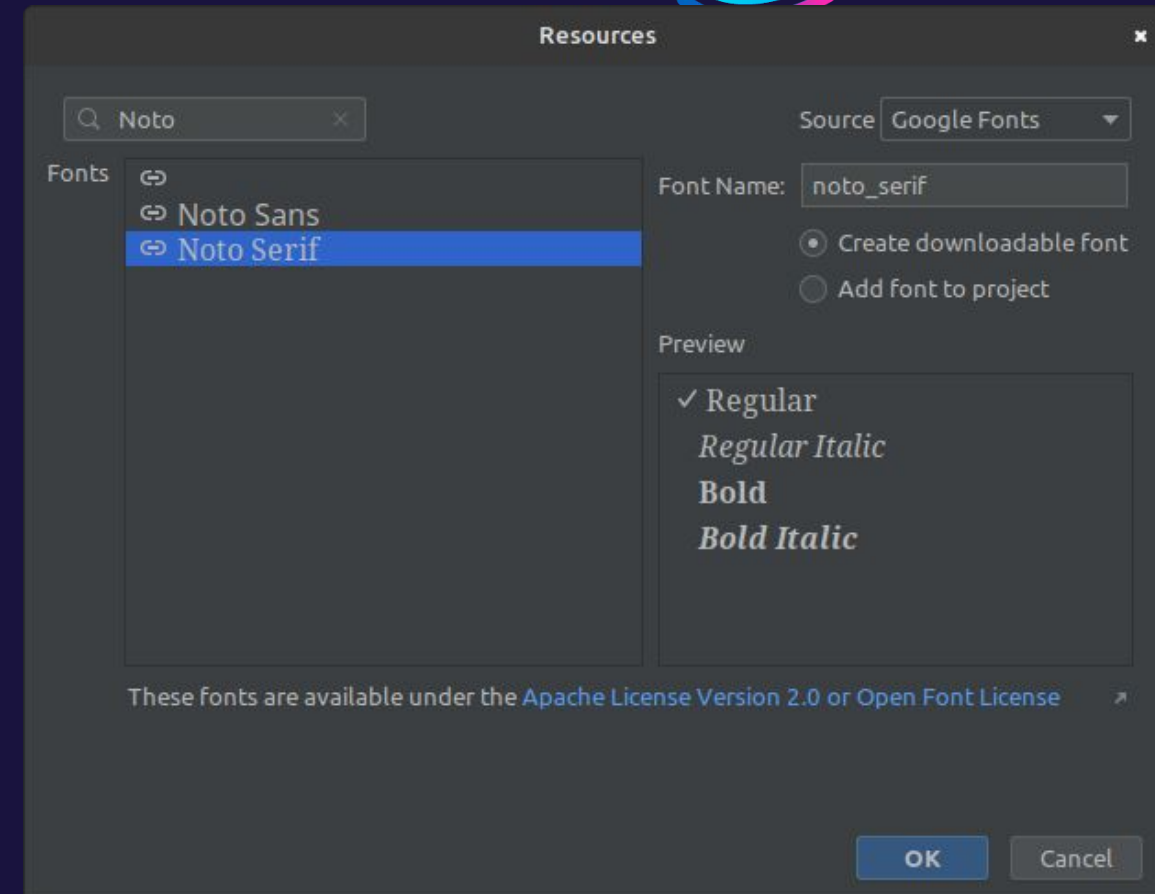 Resources
Noto
Source Google Fonts
Fonts
Noto Sans
Noto Serif
Font Name: noto_serif
Create downloadable font
Add font to project
Preview
Regular
Regular Italic
Bold
Bold Italic
These fonts are available under the Apache License Version 2.0 or Open Font License
OK Cancel